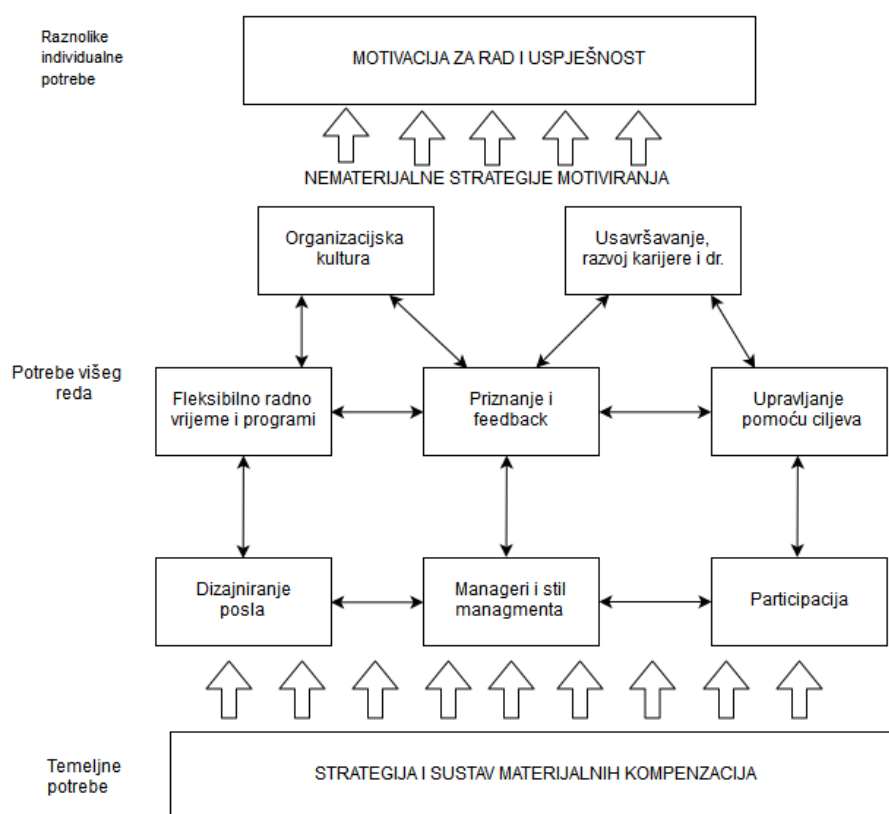 Raznolike
individualne
potrebe
MOTIVACIJA ZA RAD I USPJEŠNOST
NEMATERIJALNE STRATEGIJE MOTIVIRANJA
Organizacijska
kultura
Usavršavanje,
razvoj karijere i dr.
Potrebe višeg
reda
Fleksibilno radno
vrijeme i programi
Priznanje i
feedback
Upravljanje
pomoću ciljeva
Dizajniranje
posla
Manageri i stil
managmenta
Participacija
Temeljne
potrebe
STRATEGIJA I SUSTAV MATERIJALNIH KOMPENZACIJA